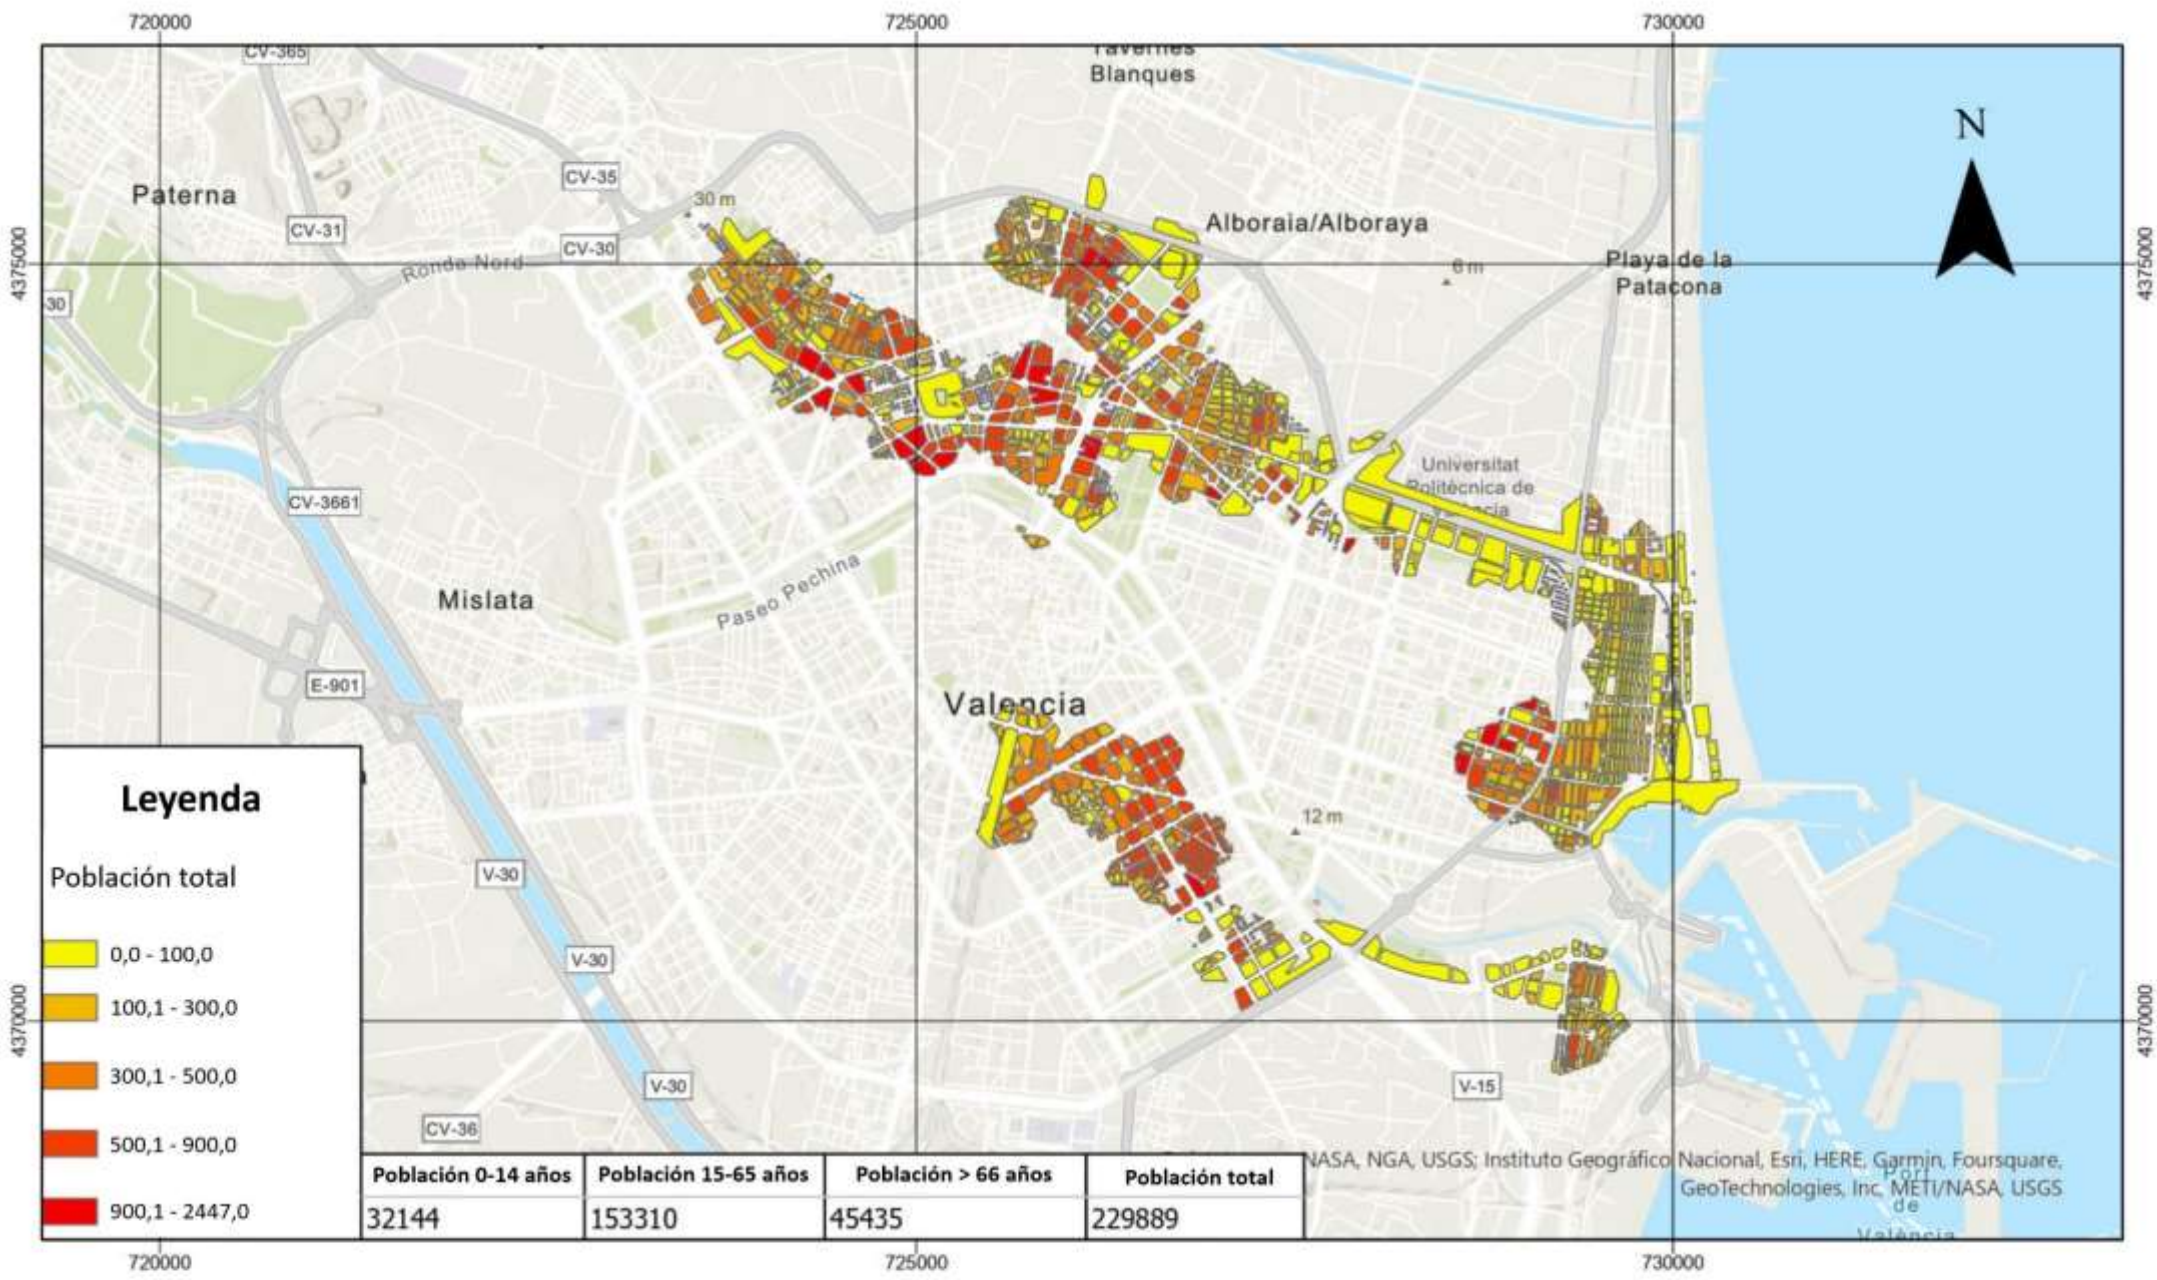 720000
725000
730000
CV-365
Tavernes
Blanques
CV-35
Paterna
30 m
N
CV-31
CV-30
Alboraia/Alboraya
4375000
Ronda Nord
6 m
Playa de la
Patacona
4375000
30
Universitat
Politècnica de
València
CV-3661
Paseo Pechina
Mislata
E-901
Valencia
Leyenda
12 m
Población total
V-30
0,0 - 100,0
V-30
100,1 - 300,0
4370000
4370000
300,1 - 500,0
V-30
V-15
500,1 - 900,0
CV-36
900,1 - 2447,0
Población 0-14 años
Población 15-65 años
Población > 66 años
Población total
32144
153310
45435
229889
NASA, NGA, USGS; Instituto Geográfico Nacional, Esri, HERE, Garmin, Foursquare,
GeoTechnologies, Inc, METI/NASA, USGS
Port
de
València
720000
725000
730000